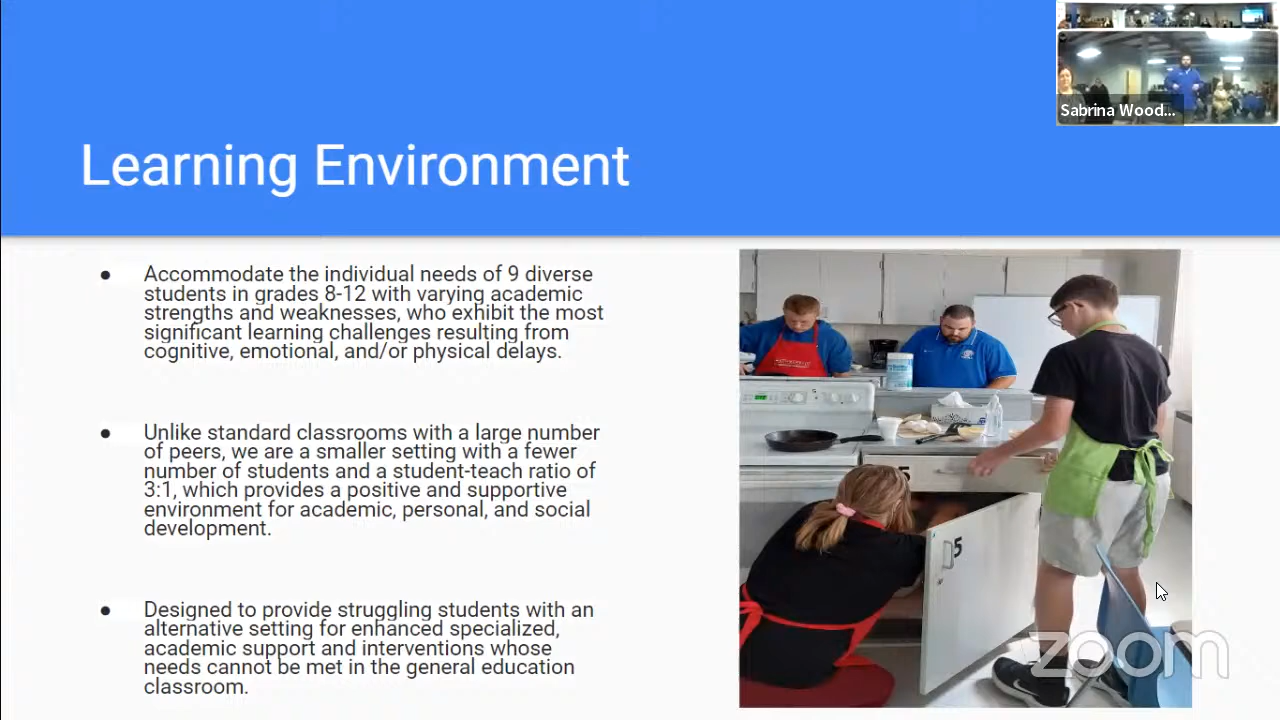 Sabrina Wood...
Learning Environment
● Accommodate the individual needs of 9 diverse
students in grades 8-12 with varying academic
strengths and weaknesses, who exhibit the most
significant learning challenges resulting from
cognitive, emotional, and/or physical delays.
● Unlike standard classrooms with a large number
of peers, we are a smaller setting with a fewer
number of students and a student-teach ratio of
3:1, which provides a positive and supportive
environment for academic, personal, and social
development.
● Designed to provide struggling students with an
alternative setting for enhanced specialized,
academic support and interventions whose
needs cannot be met in the general education
classroom.
5
zoom